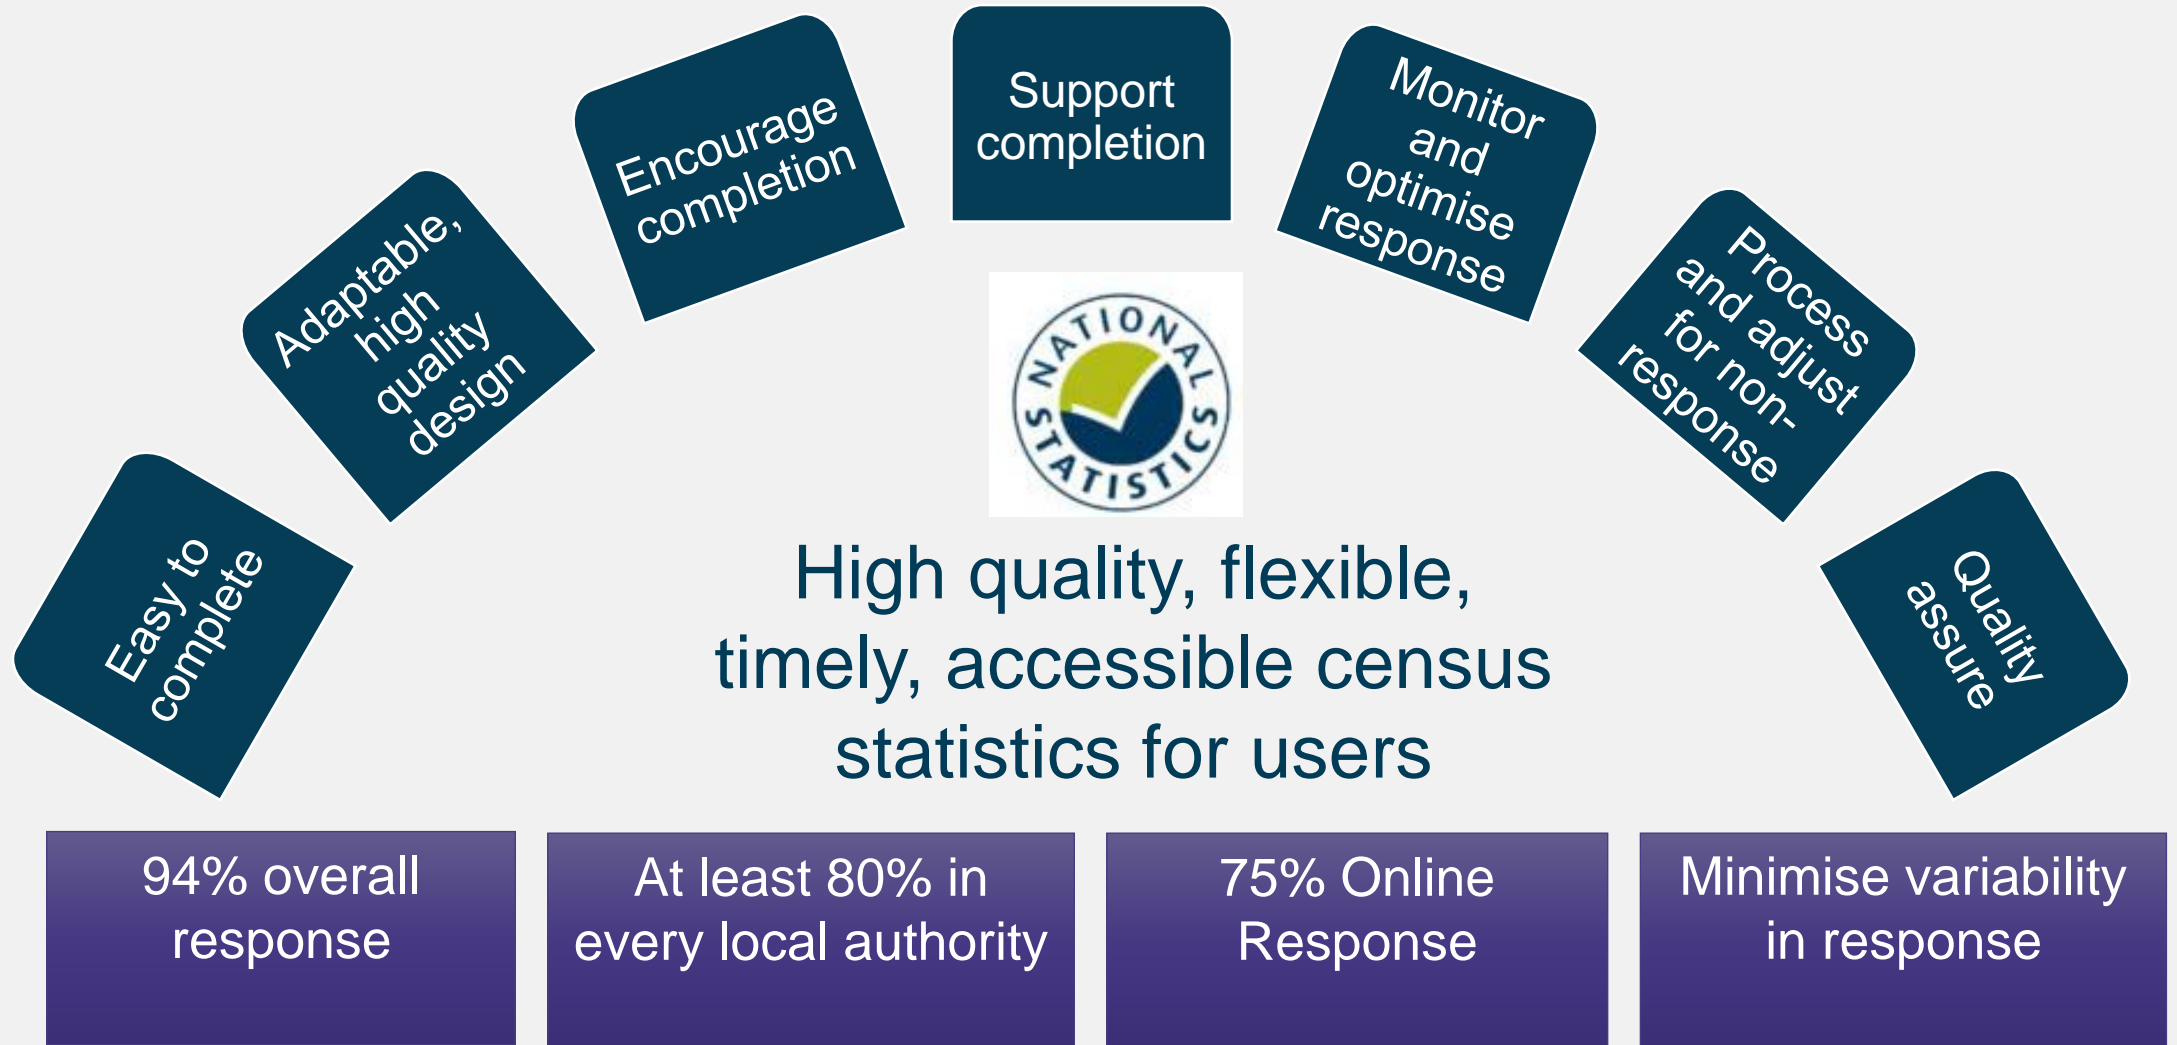 Easy to
complete
Adaptable,
high
quality
design
Encourage
completion
Support
completion
Monitor
and
optimise
response
Process
and adjust
for non-
response
Quality
assure
NATIONAL
STATISTICS
High quality, flexible,
timely, accessible census
statistics for users
94% overall
response
At least 80% in
every local authority
75% Online
Response
Minimise variability
in response